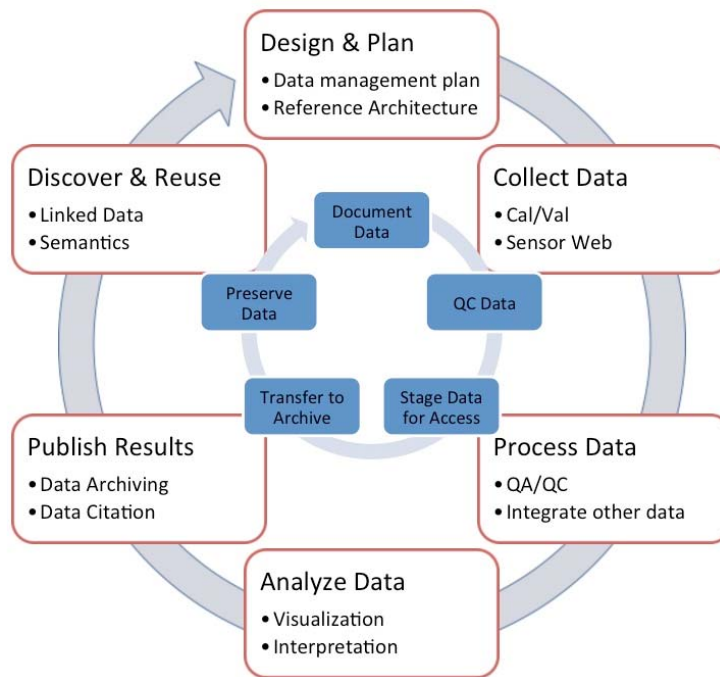 Design & Plan
• Data management plan
• Reference Architecture
Collect Data
• Cal/Val
• Sensor Web
Process Data
• QA/QC
• Integrate other data
Analyze Data
• Visualization
• Interpretation
Publish Results
• Data Archiving
• Data Citation
Discover & Reuse
• Linked Data
• Semantics
Document
Data
QC Data
Stage Data
for Access
Transfer to
Archive
Preserve
Data